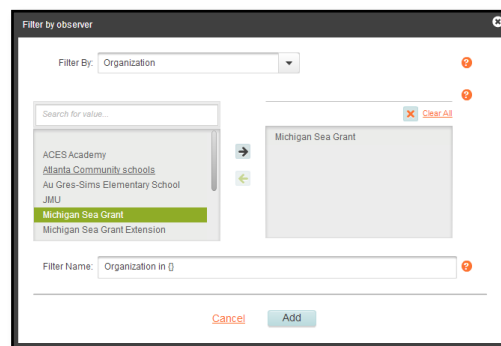 Filter by observer
Filter By: Organization
Search for value...
Clear All
ACES Academy
Atlanta Community schools
Au Gres-Sims Elementary School
JMU
Michigan Sea Grant
Michigan Sea Grant Extension
Michigan Sea Grant
Filter Name: Organization in {}
Cancel Add